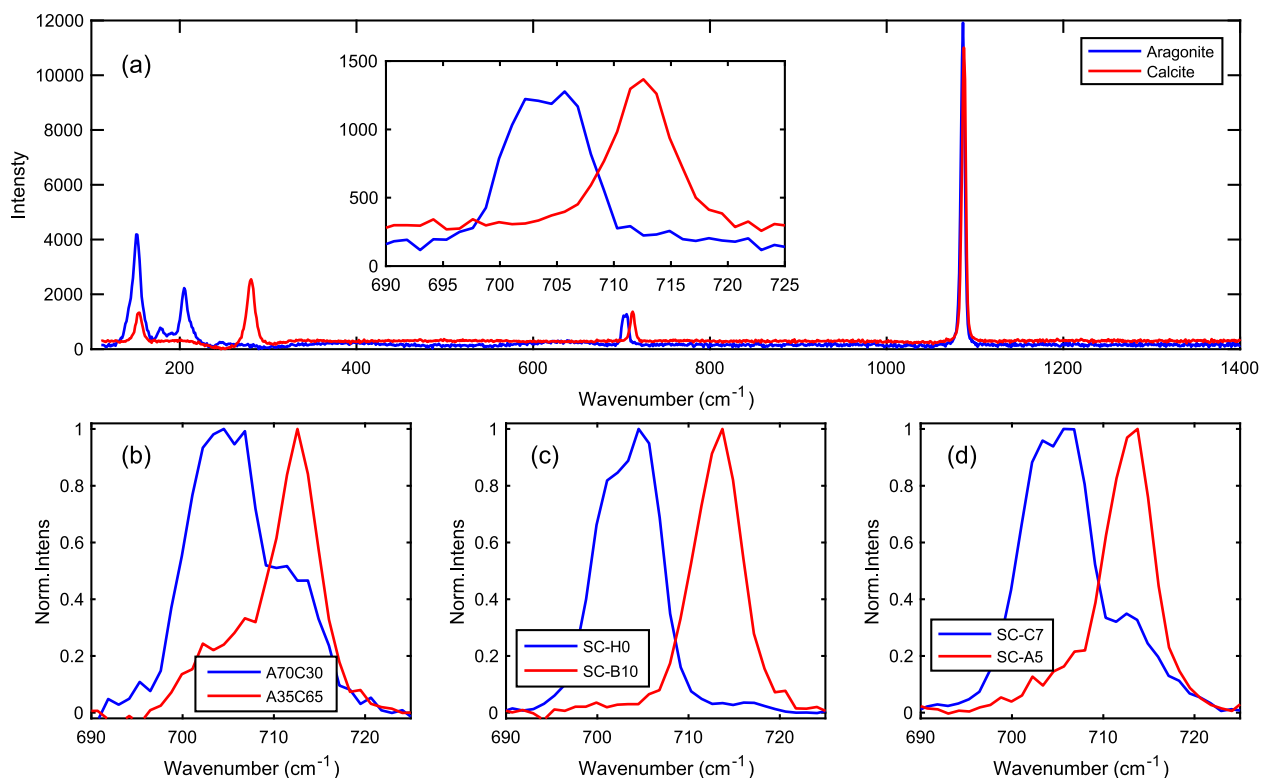 (a)
Intensty
12000
10000
8000
6000
4000
2000
0
200
400
600
800
1000
1200
1400
Wavenumber (cm⁻¹)
Aragonite
Calcite
1500
1000
500
0
690
695
700
705
710
715
720
725
(b)
Norm.Intens
1
0.8
0.6
0.4
0.2
0
A70C30
A35C65
690
700
710
720
Wavenumber (cm⁻¹)
(c)
Norm.Intens
1
0.8
0.6
0.4
0.2
0
SC-H0
SC-B10
690
700
710
720
Wavenumber (cm⁻¹)
(d)
Norm.Intens
1
0.8
0.6
0.4
0.2
0
SC-C7
SC-A5
690
700
710
720
Wavenumber (cm⁻¹)